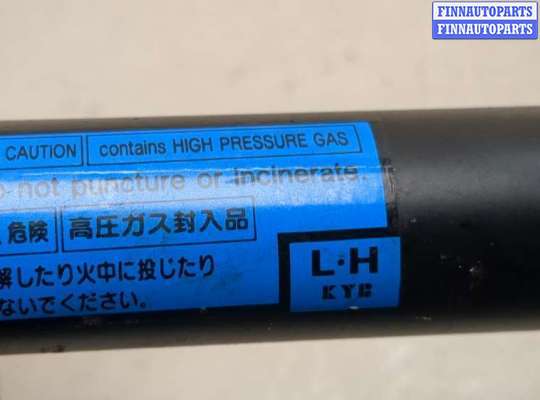 FINNAUTOPARTS
FINNAUTOPARTS
CAUTION contains HIGH PRESSURE GAS
not puncture or incinerate
危険 高圧ガス封入品
解したり火中に投じたり
ないでください。
L·H
KYB